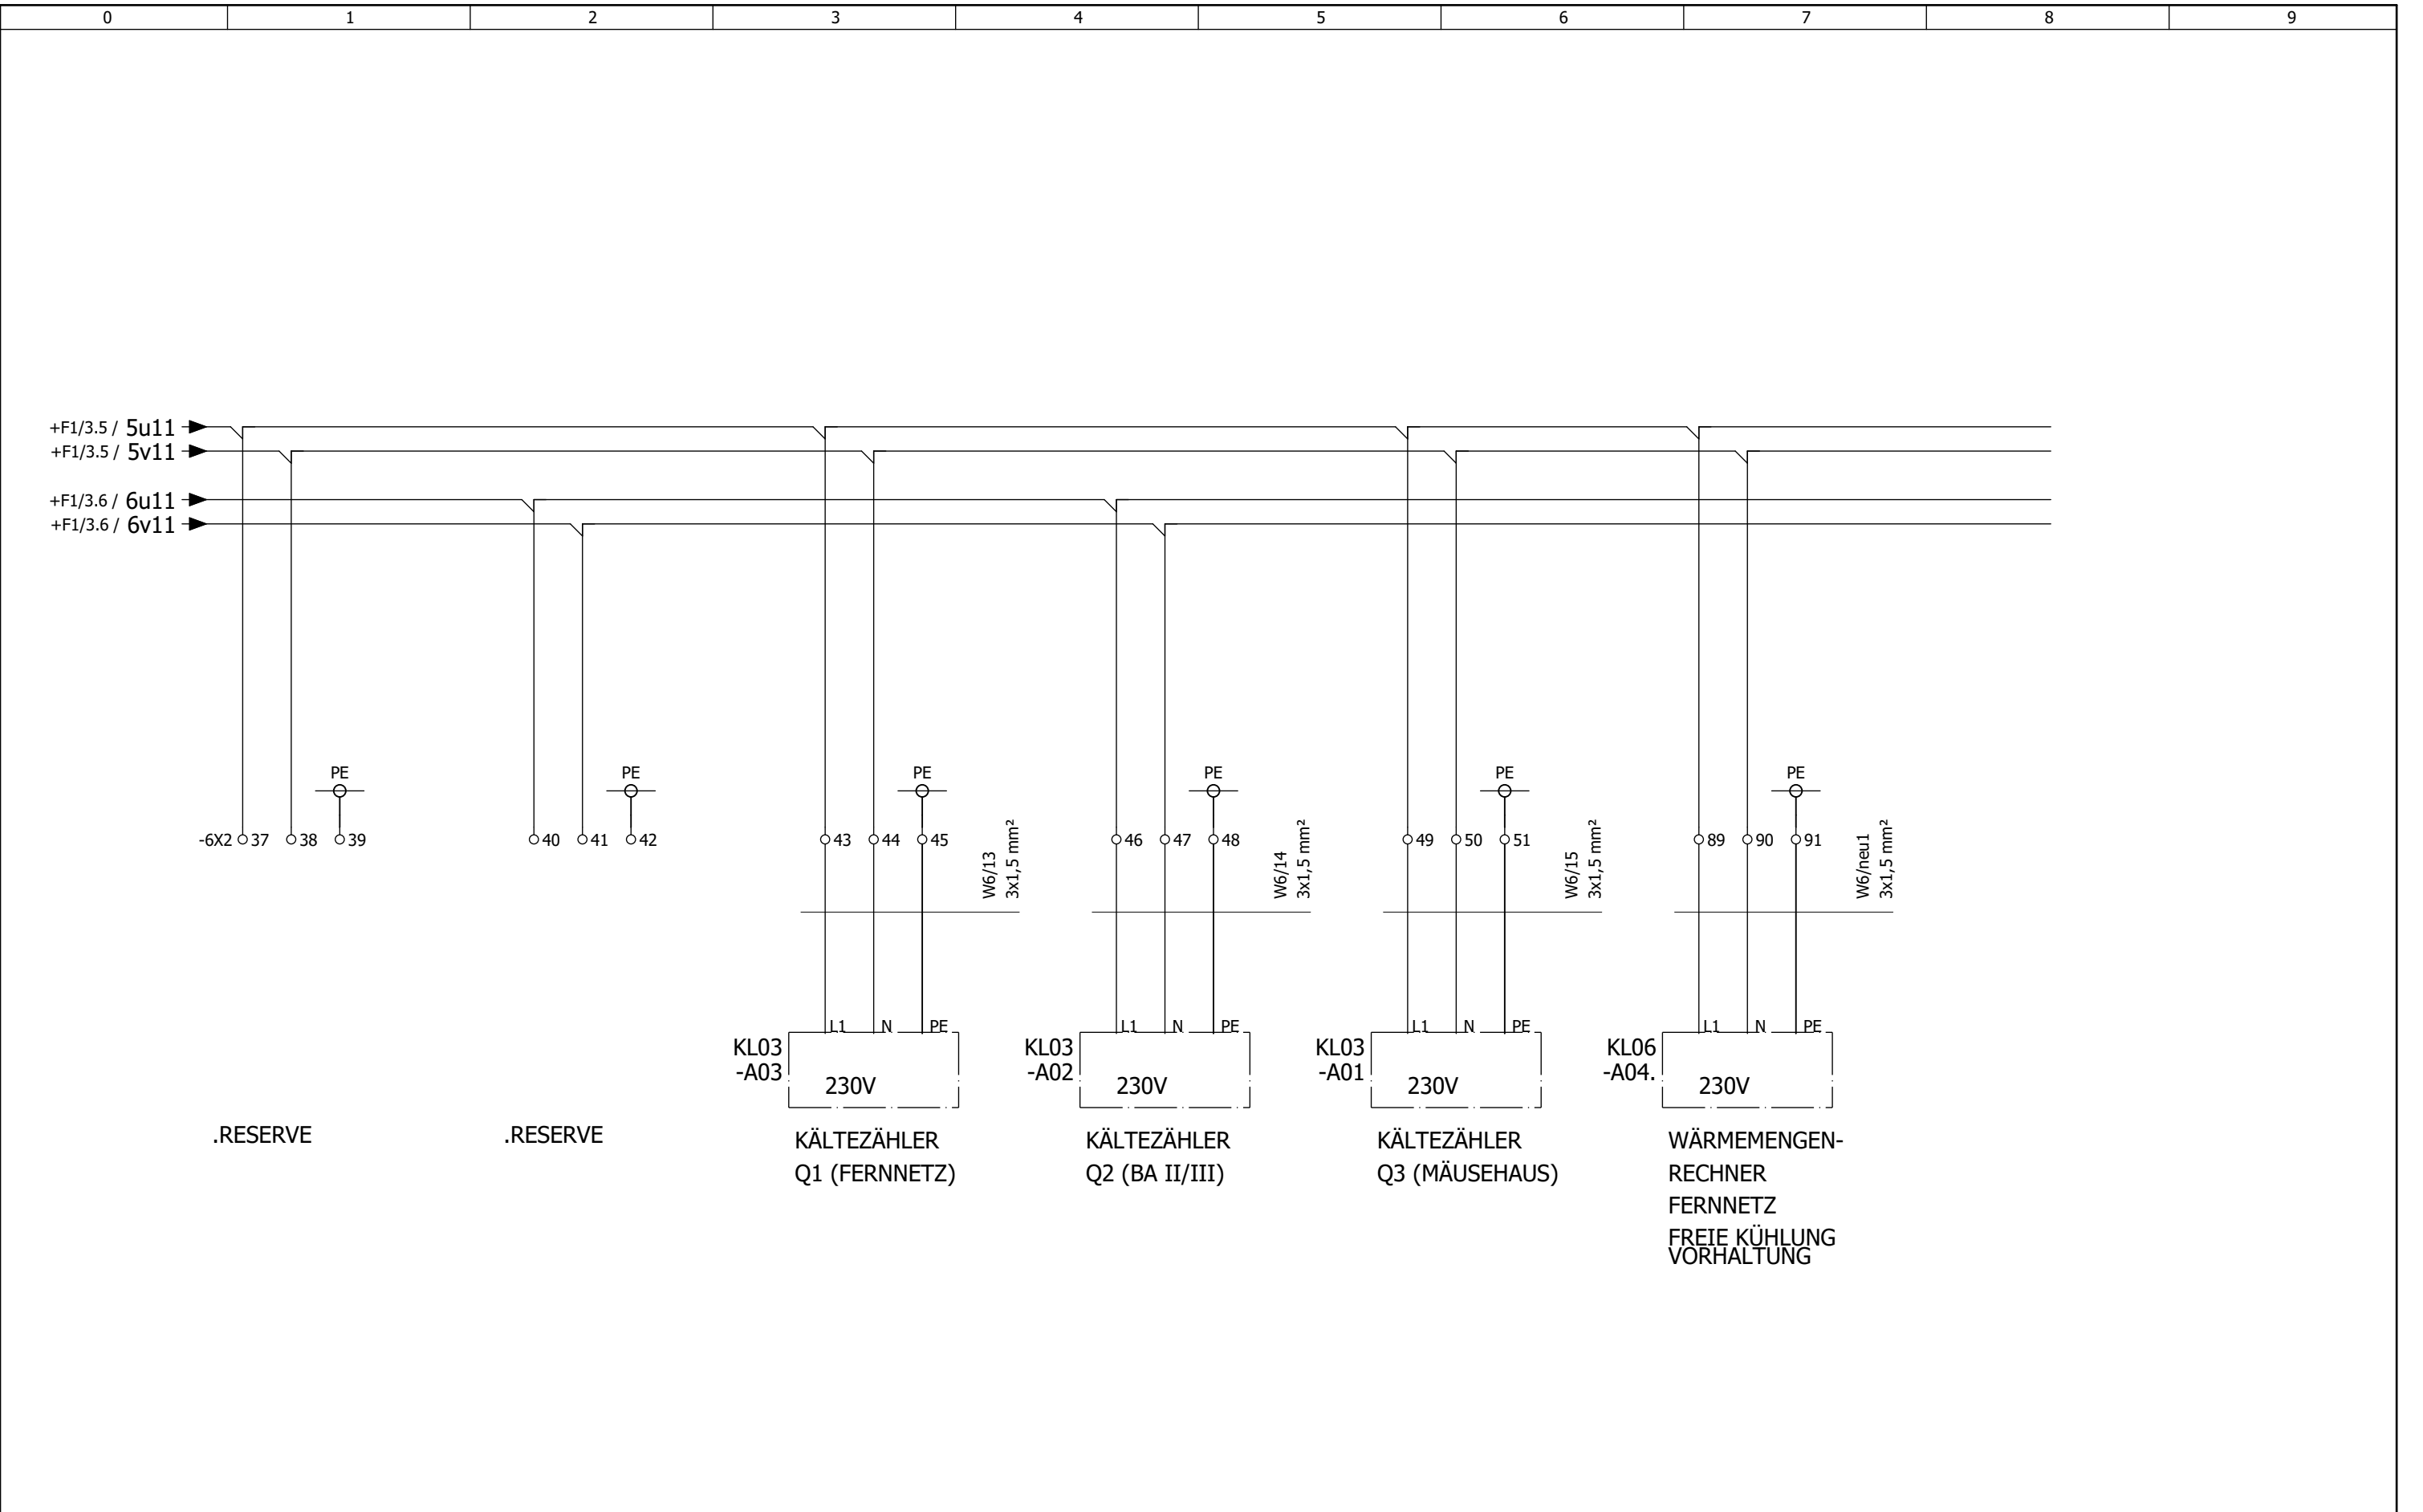 0 1 2 3 4 5 6 7 8 9
+F1/3.5 / 5u11
+F1/3.5 / 5v11
+F1/3.6 / 6u11
+F1/3.6 / 6v11
PE PE PE PE PE PE
-6X2 37 38 39 40 41 42 43 44 45 46 47 48 49 50 51 89 90 91
W6/13
3x1,5 mm²
W6/14
3x1,5 mm²
W6/15
3x1,5 mm²
W6/neu1
3x1,5 mm²
L1 N PE L1 N PE L1 N PE L1 N PE
KL03
-A03
230V
KL03
-A02
230V
KL03
-A01
230V
KL06
-A04.
230V
.RESERVE
.RESERVE
KÄLTEZÄHLER
Q1 (FERNNETZ)
KÄLTEZÄHLER
Q2 (BA II/III)
KÄLTEZÄHLER
Q3 (MÄUSEHAUS)
WÄRMEMENGEN-
RECHNER
FERNNETZ
FREIE KÜHLUNG
VORHALTUNG